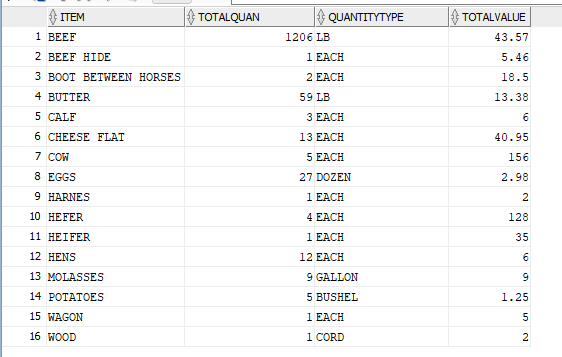 ITEM TOTALQUAN QUANTITYTYPE TOTALVALUE
1 BEEF 1206 LB 43.57
2 BEEF HIDE 1 EACH 5.46
3 BOOT BETWEEN HORSES 2 EACH 18.5
4 BUTTER 59 LB 13.38
5 CALF 3 EACH 6
6 CHEESE FLAT 13 EACH 40.95
7 COW 5 EACH 156
8 EGGS 27 DOZEN 2.98
9 HARNES 1 EACH 2
10 HEFER 4 EACH 128
11 HEIFER 1 EACH 35
12 HENS 12 EACH 6
13 MOLASSES 9 GALLON 9
14 POTATOES 5 BUSHEL 1.25
15 WAGON 1 EACH 5
16 WOOD 1 CORD 2